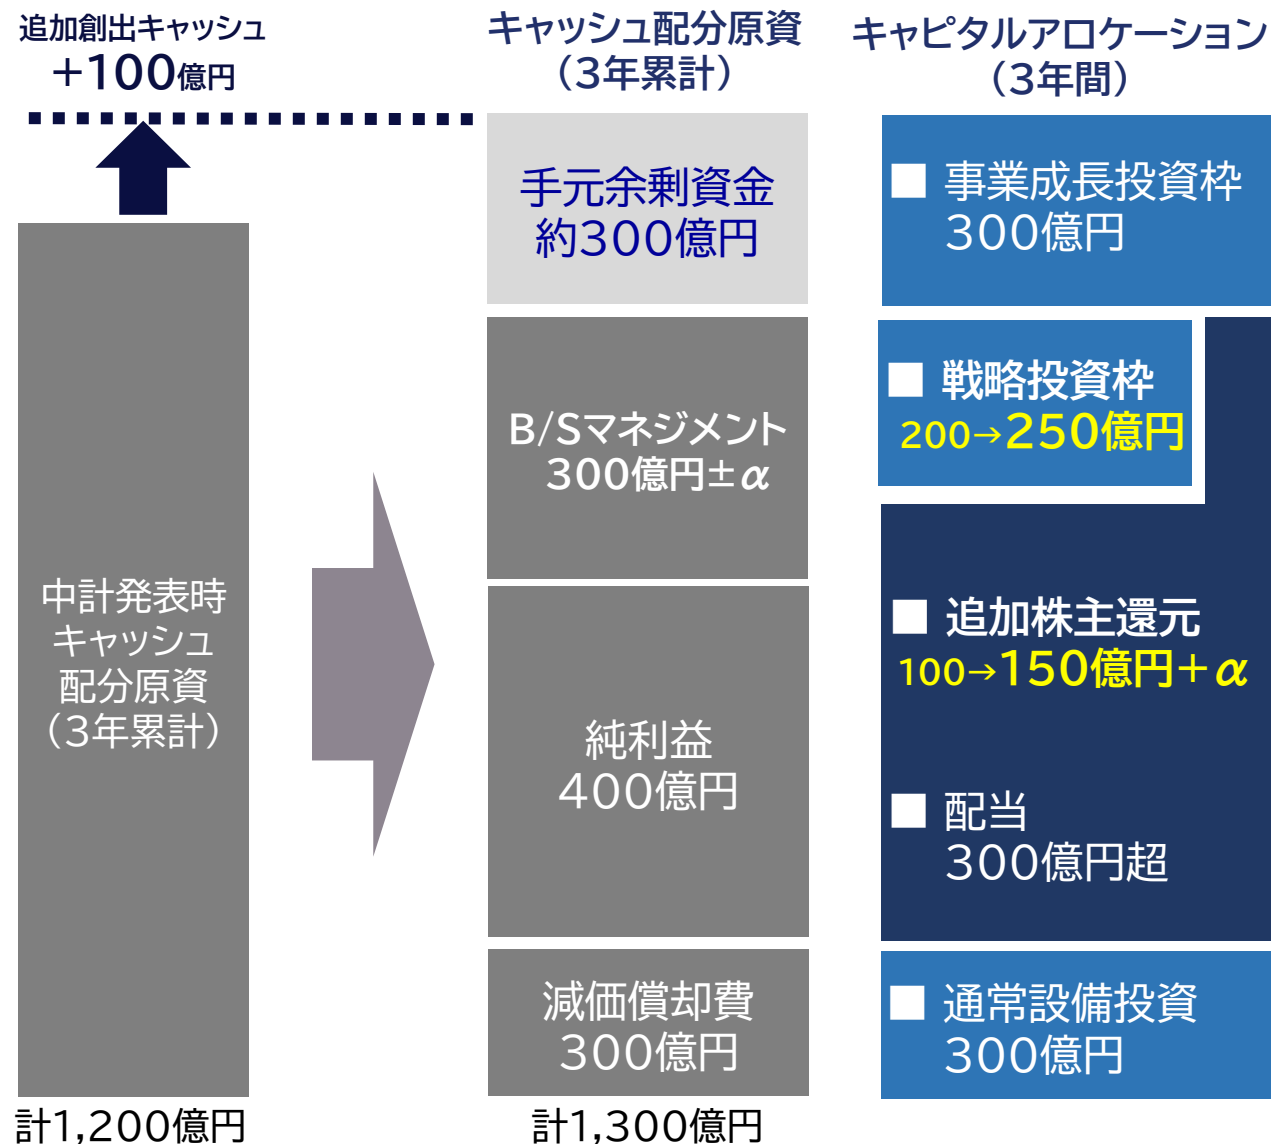 追加創出キャッシュ
＋100億円
中計発表時
キャッシュ
配分原資
（3年累計）
計1,200億円
キャッシュ配分原資
（3年累計）
手元余剰資金
約300億円
B/Sマネジメント
300億円±α
純利益
400億円
減価償却費
300億円
計1,300億円
キャピタルアロケーション
（3年間）
■ 事業成長投資枠
300億円
■ 戦略投資枠
200→250億円
■ 追加株主還元
100→150億円＋α
■ 配当
300億円超
■ 通常設備投資
300億円